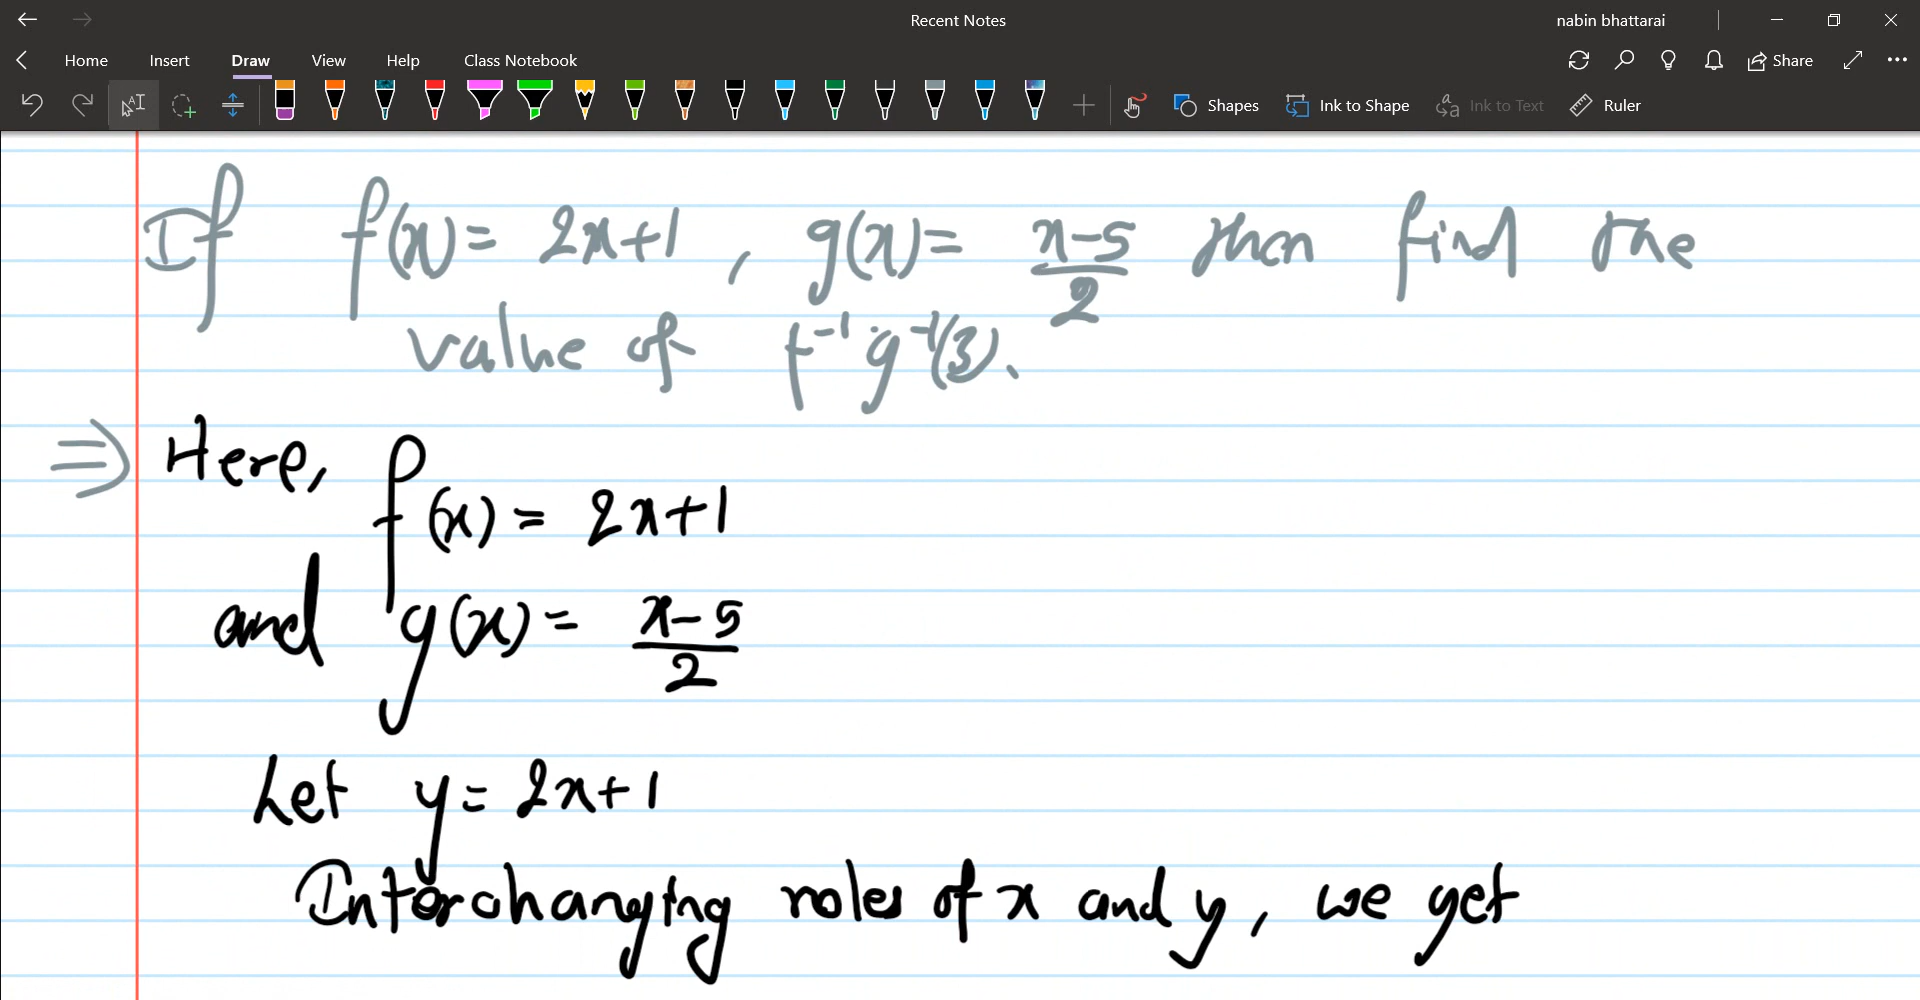 Recent Notes
nabin bhattarai
Home Insert Draw View Help Class Notebook
Share
Shapes Ink to Shape Ink to Text Ruler
If f(x) = 2x+1, g(x) = x-5/2 then find the
value of f⁻¹g⁻¹(3).
⇒ Here, f(x) = 2x+1
and g(x) = x-5/2
Let y = 2x+1
Interchanging roles of x and y, we get